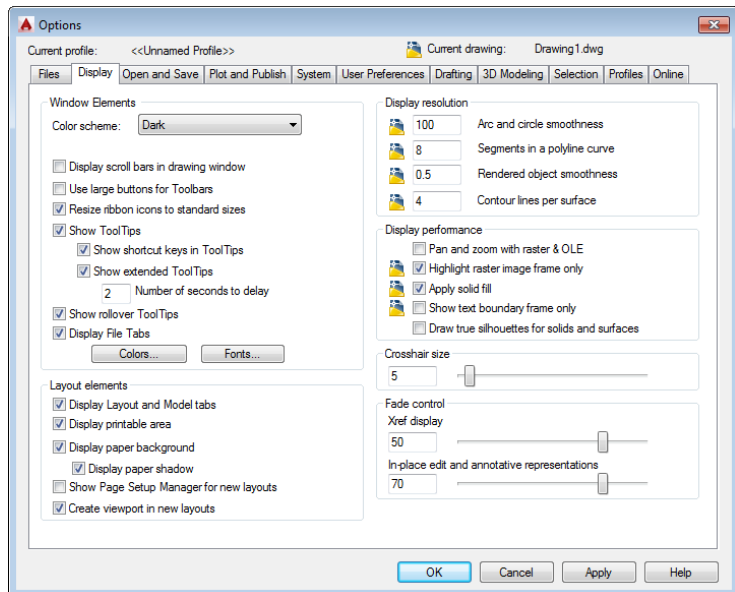 Options
Current profile: <<Unnamed Profile>> Current drawing: Drawing1.dwg
Files Display Open and Save Plot and Publish System User Preferences Drafting 3D Modeling Selection Profiles Online
Window Elements
Color scheme: Dark
Display scroll bars in drawing window
Use large buttons for Toolbars
Resize ribbon icons to standard sizes
Show ToolTips
Show shortcut keys in ToolTips
Show extended ToolTips
2 Number of seconds to delay
Show rollover ToolTips
Display File Tabs
Colors... Fonts...
Layout elements
Display Layout and Model tabs
Display printable area
Display paper background
Display paper shadow
Show Page Setup Manager for new layouts
Create viewport in new layouts
Display resolution
100 Arc and circle smoothness
8 Segments in a polyline curve
0.5 Rendered object smoothness
4 Contour lines per surface
Display performance
Pan and zoom with raster & OLE
Highlight raster image frame only
Apply solid fill
Show text boundary frame only
Draw true silhouettes for solids and surfaces
Crosshair size
5
Fade control
Xref display
50
In-place edit and annotative representations
70
OK Cancel Apply Help